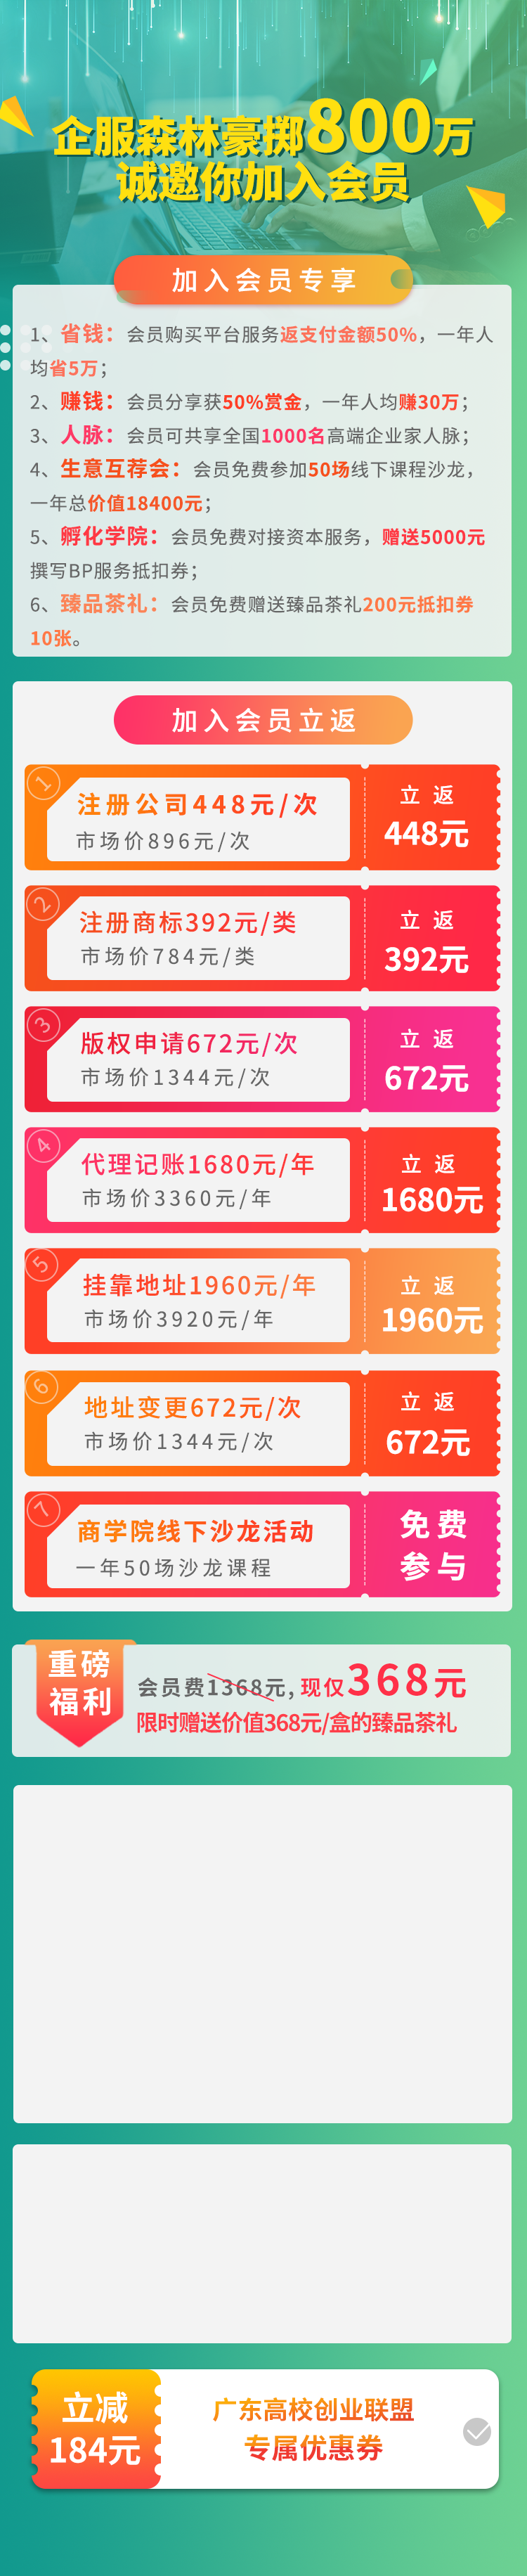 企服森林豪掷800万
诚邀你加入会员
加入会员专享
1、省钱：会员购买平台服务返支付金额50%，一年人
均省5万；
2、赚钱：会员分享获50%赏金，一年人均赚30万；
3、人脉：会员可共享全国1000名高端企业家人脉；
4、生意互荐会：会员免费参加50场线下课程沙龙，
一年总价值18400元；
5、孵化学院：会员免费对接资本服务，赠送5000元
撰写BP服务抵扣券；
6、臻品茶礼：会员免费赠送臻品茶礼200元抵扣券
10张。
加入会员立返
1
注册公司448元/次
市场价896元/次
立 返
448元
2
注册商标392元/类
市场价784元/类
立 返
392元
3
版权申请672元/次
市场价1344元/次
立 返
672元
4
代理记账1680元/年
市场价3360元/年
立 返
1680元
5
挂靠地址1960元/年
市场价3920元/年
立 返
1960元
6
地址变更672元/次
市场价1344元/次
立 返
672元
7
商学院线下沙龙活动
一年50场沙龙课程
免费
参与
重磅
福利
会员费1368元,现仅368元
限时赠送价值368元/盒的臻品茶礼
立减
184元
广东高校创业联盟
专属优惠券